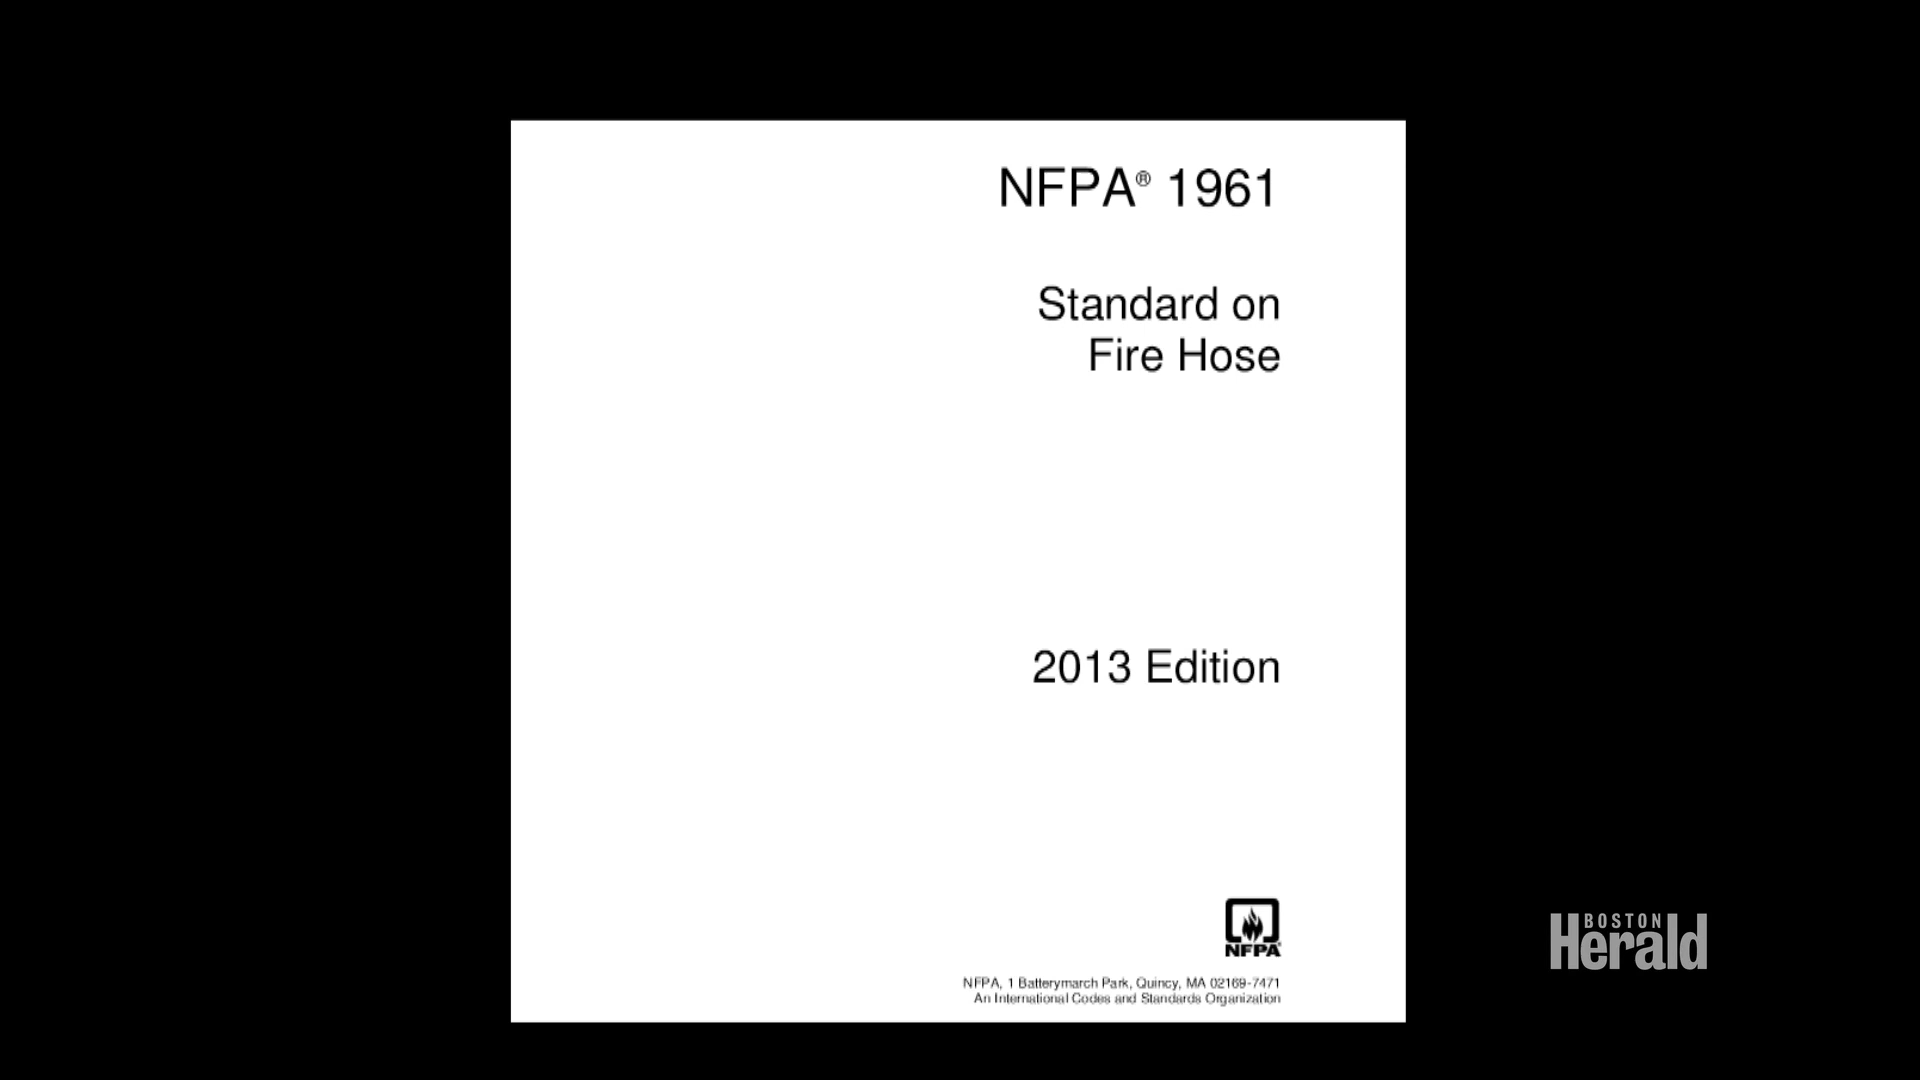 NFPA® 1961
Standard on
Fire Hose
2013 Edition
NFPA®
NFPA, 1 Batterymarch Park, Quincy, MA 02169-7471
An International Codes and Standards Organization
BOSTON
Herald